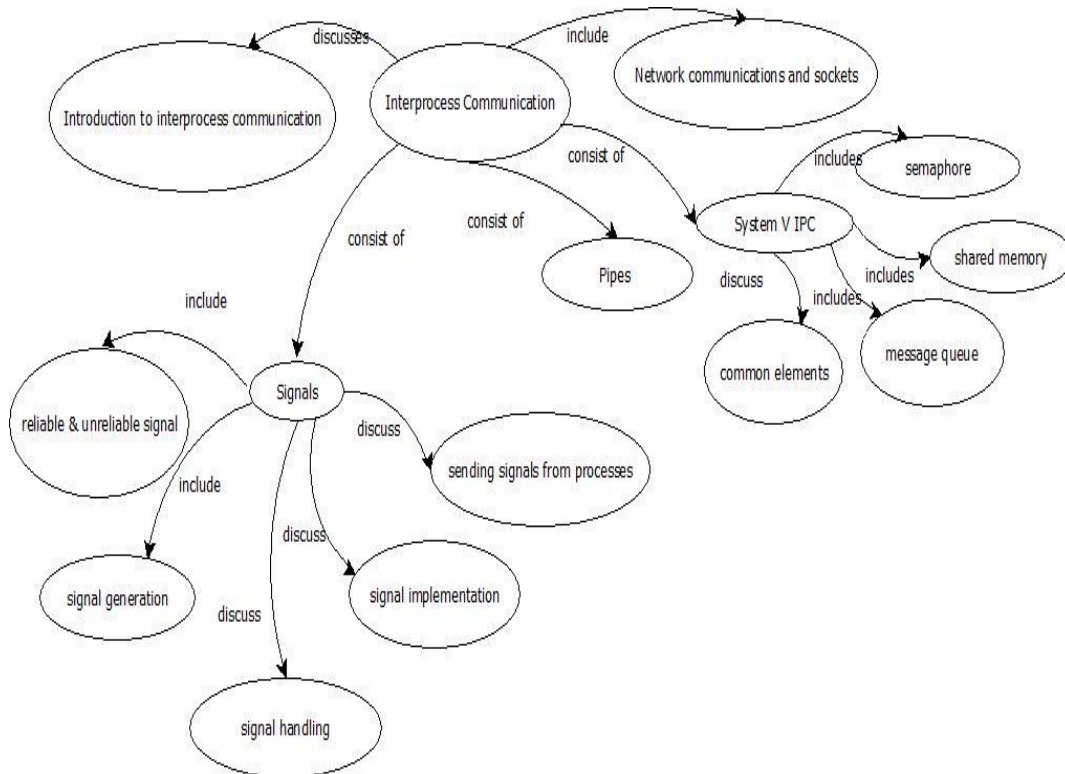 discusses
include
Network communications and sockets
Introduction to interprocess communication
Interprocess Communication
consist of
includes
semaphore
consist of
consist of
System V IPC
Pipes
shared memory
discuss
includes
includes
include
common elements
message queue
Signals
reliable & unreliable signal
discuss
sending signals from processes
include
discuss
signal generation
signal implementation
discuss
signal handling